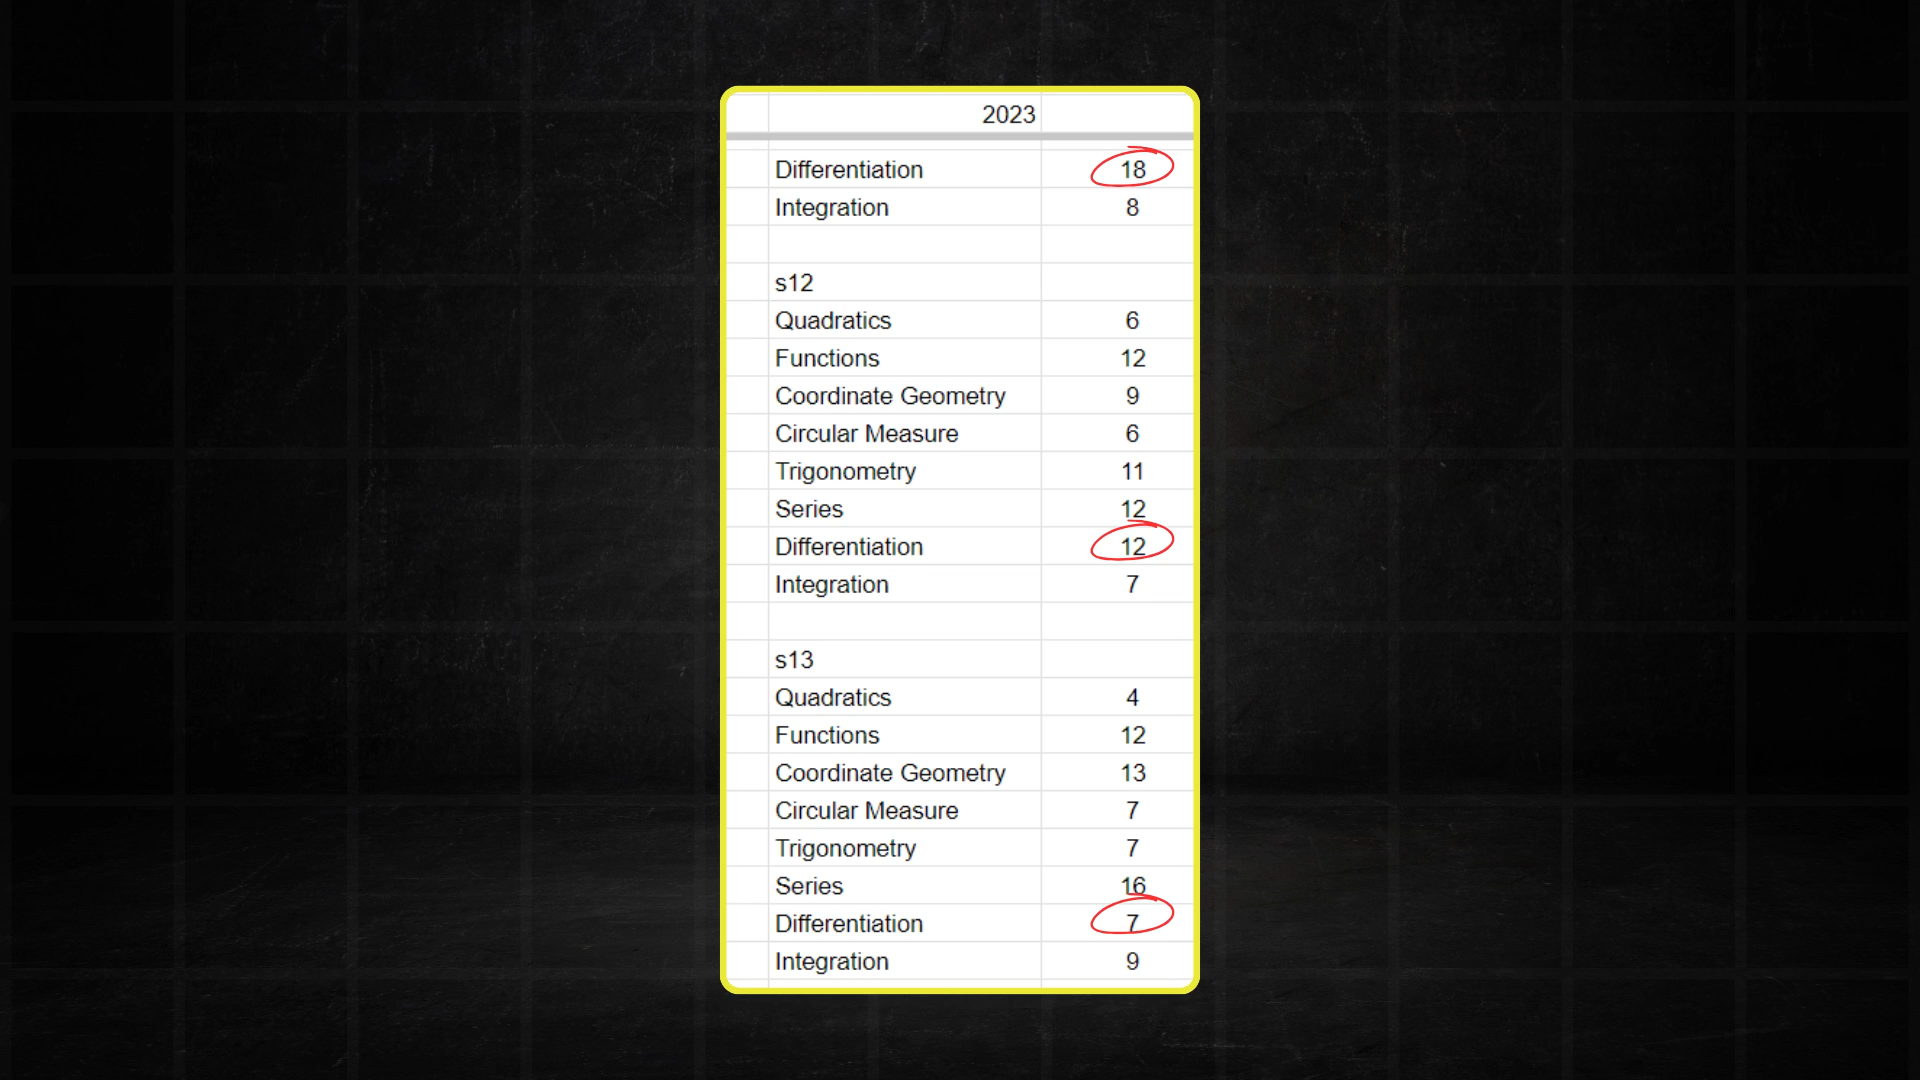 2023
Differentiation 18
Integration 8
s12
Quadratics 6
Functions 12
Coordinate Geometry 9
Circular Measure 6
Trigonometry 11
Series 12
Differentiation 12
Integration 7
s13
Quadratics 4
Functions 12
Coordinate Geometry 13
Circular Measure 7
Trigonometry 7
Series 16
Differentiation 7
Integration 9